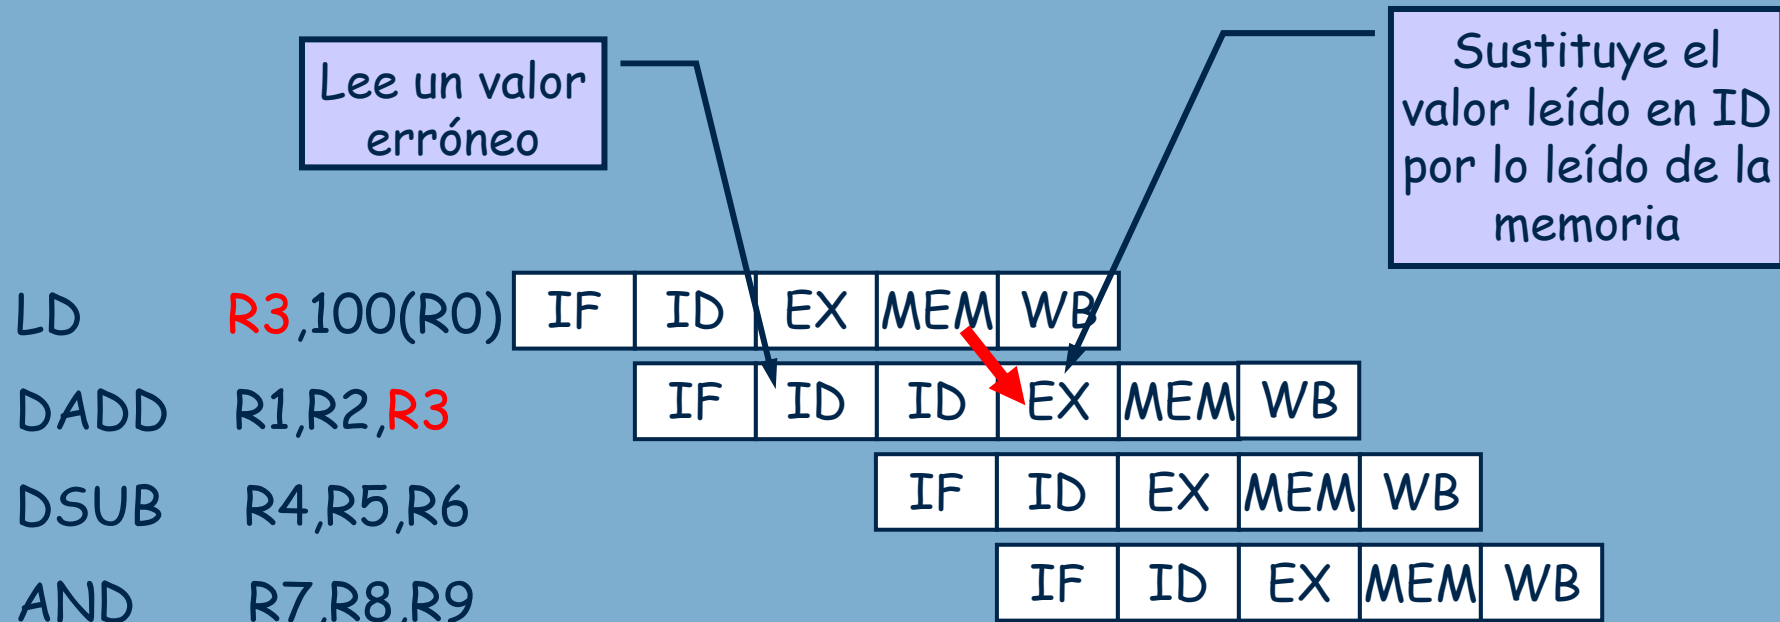 Lee un valor
erróneo
Sustituye el
valor leído en ID
por lo leído de la
memoria
LD R3,100(R0) IF ID EX MEM WB
DADD R1,R2,R3 IF ID ID EX MEM WB
DSUB R4,R5,R6 IF ID EX MEM WB
AND R7,R8,R9 IF ID EX MEM WB